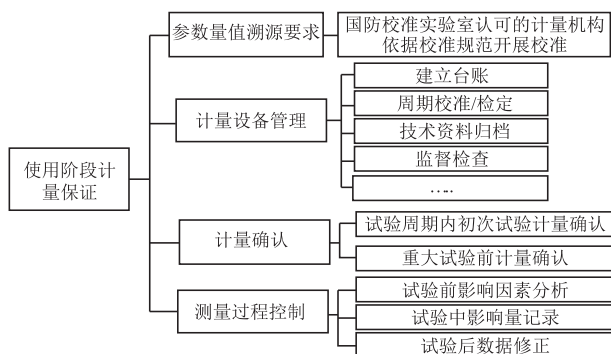 参数量值溯源要求
国防校准实验室认可的计量机构
依据校准规范开展校准
建立台账
计量设备管理
周期校准/检定
技术资料归档
监督检查
……
使用阶段计
量保证
计量确认
试验周期内初次试验计量确认
重大试验前计量确认
测量过程控制
试验前影响因素分析
试验中影响量记录
试验后数据修正